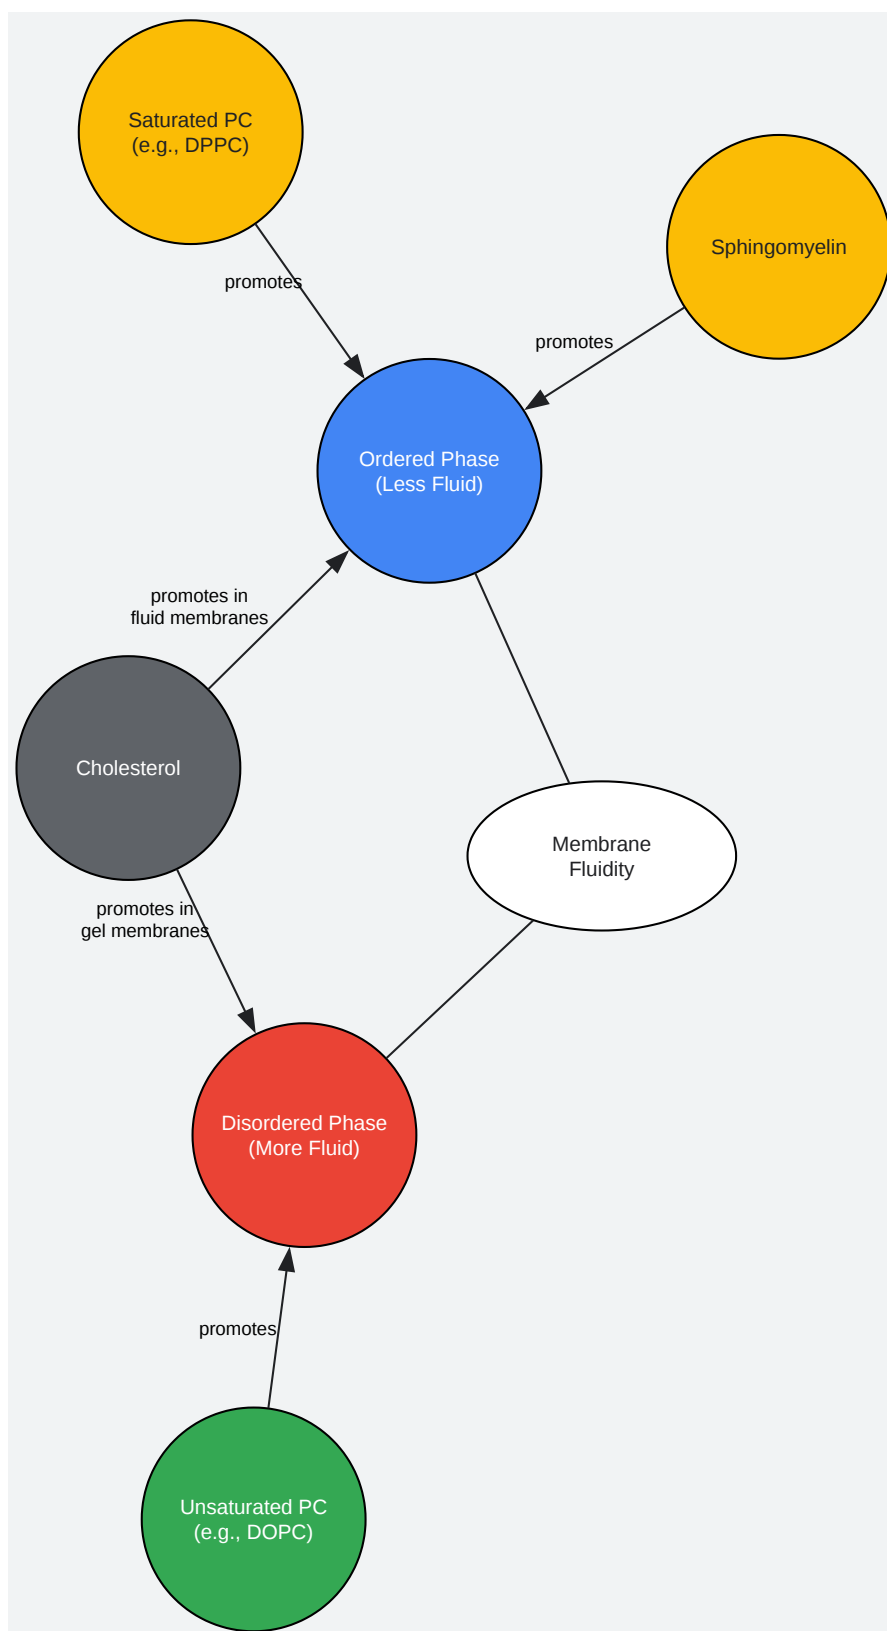 Saturated PC
(e.g., DPPC)
Sphingomyelin
promotes
promotes
Ordered Phase
(Less Fluid)
promotes in
fluid membranes
Cholesterol
Membrane
Fluidity
promotes in
gel membranes
Disordered Phase
(More Fluid)
promotes
Unsaturated PC
(e.g., DOPC)